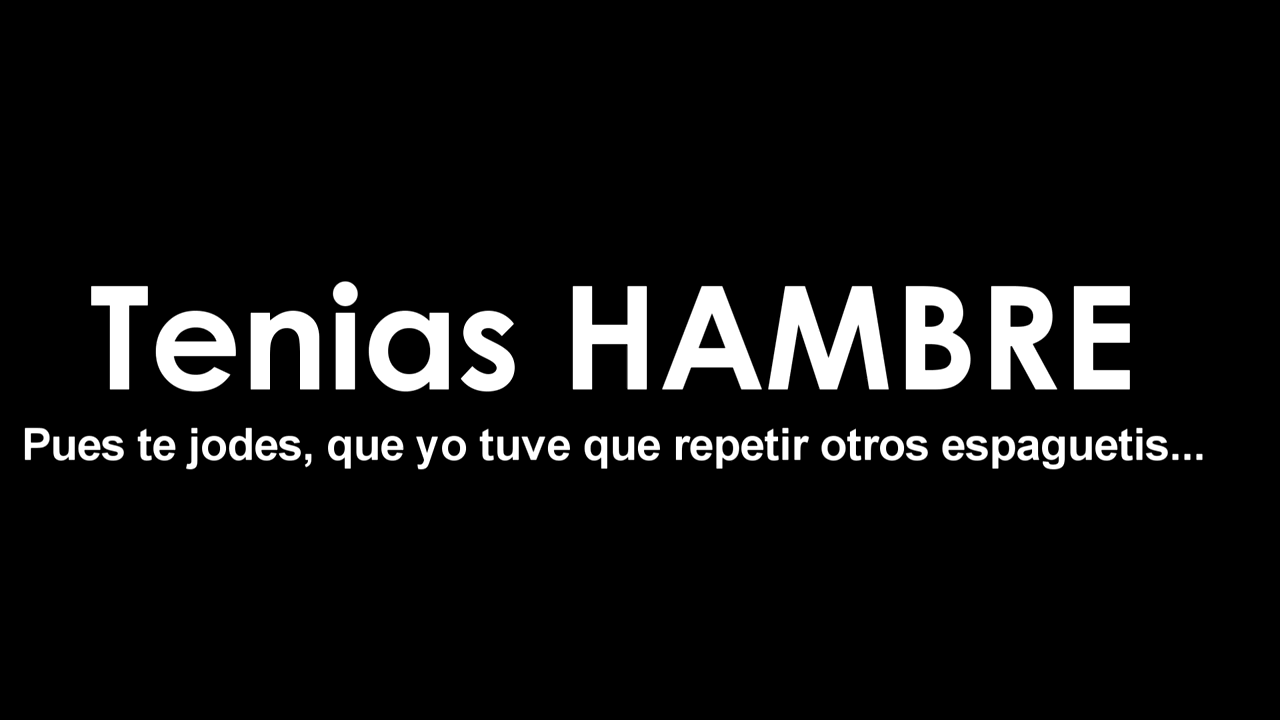 Tenias HAMBRE
Pues te jodes, que yo tuve que repetir otros espaguetis...